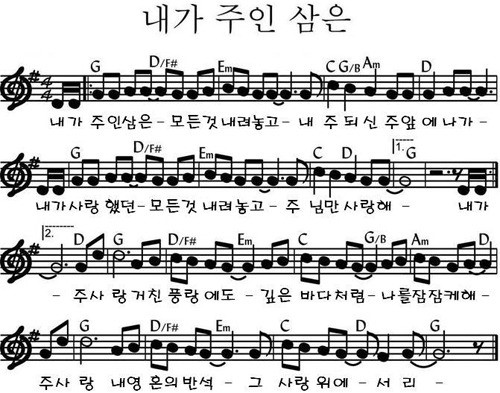 내가 주인 삼은
G D/F# Em C G/B Am D
내가 주인삼은- 모든것 내려놓고- 내 주 되신 주앞 에 나가-
G D D/F# Em C D 1. G
내가사랑 했던- 모든것 내려놓고- 주 님만 사랑해 - 내가
2. G D/F# Em C G/B Am D
- 주사 랑거친 풍랑에도- 깊은 바다처럼- 나를잠잠케해-
G D/F# Em C D G
주사 랑 내영 혼의반석- 그 사랑위에- 서 리-